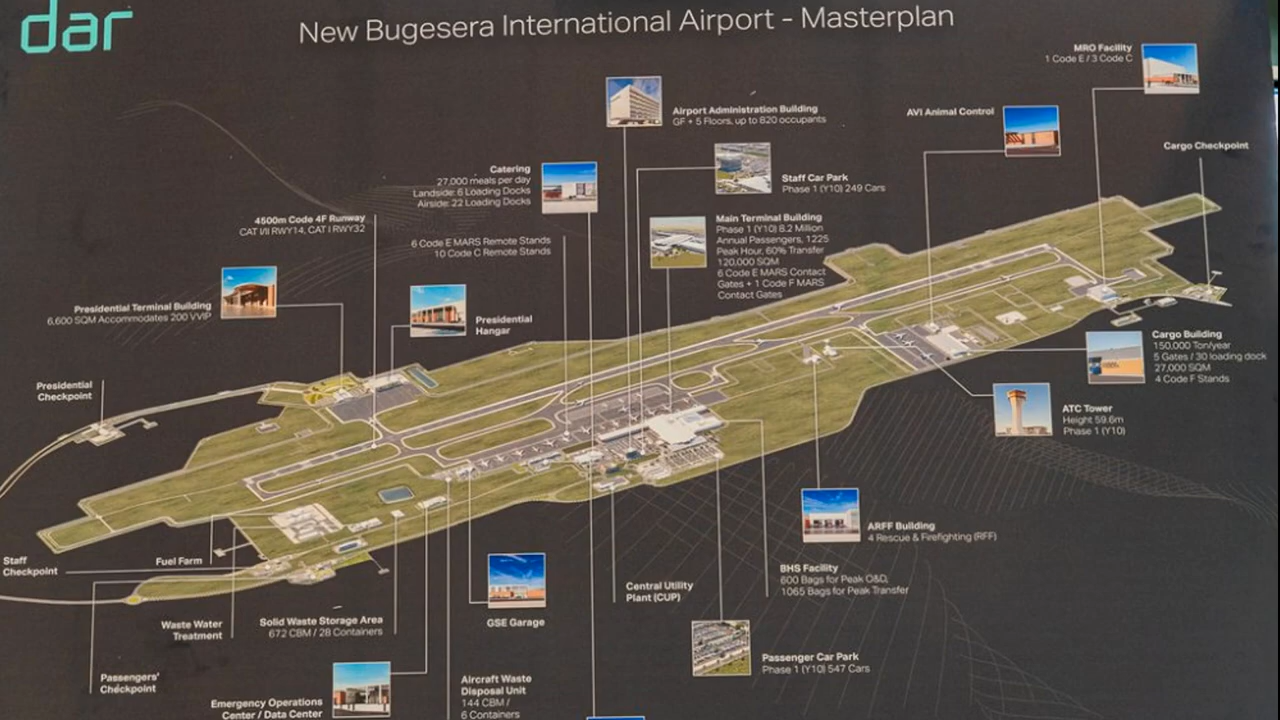 dar
New Bugesera International Airport - Masterplan
MRO Facility
1 Code E / 3 Code C
Airport Administration Building
GF + 5 Floors, up to 820 occupants
AVI Animal Control
Cargo Checkpoint
Catering
27,000 meals per day
Landside: 6 Loading Docks
Airside: 22 Loading Docks
Staff Car Park
Phase 1 (Y10) 249 Cars
4500m Code 4F Runway
CAT I/II RWY14, CAT I RWY32
6 Code E MARS Remote Stands
10 Code C Remote Stands
Main Terminal Building
Phase 1 (Y10) 8.2 Million
Annual Passengers, 1225
Peak Hour, 60% Transfer
120,000 SQM
6 Code E MARS Contact
Gates + 1 Code F MARS
Contact Gates
Presidential Terminal Building
6,600 SQM Accommodates 200 VVIP
Presidential
Hangar
Cargo Building
150,000 Ton/year
5 Gates / 30 loading dock
27,000 SQM
4 Code F Stands
Presidential
Checkpoint
ATC Tower
Height 59.6m
Phase 1 (Y10)
ARFF Building
4 Rescue & Firefighting (RFF)
Staff
Checkpoint
Fuel Farm
BHS Facility
600 Bags for Peak O&D,
1065 Bags for Peak Transfer
Central Utility
Plant (CUP)
GSE Garage
Waste Water
Treatment
Solid Waste Storage Area
672 CBM / 28 Containers
Passenger Car Park
Phase 1 (Y10) 547 Cars
Passengers'
Checkpoint
Aircraft Waste
Disposal Unit
144 CBM /
6 Containers
Emergency Operations
Center / Data Center